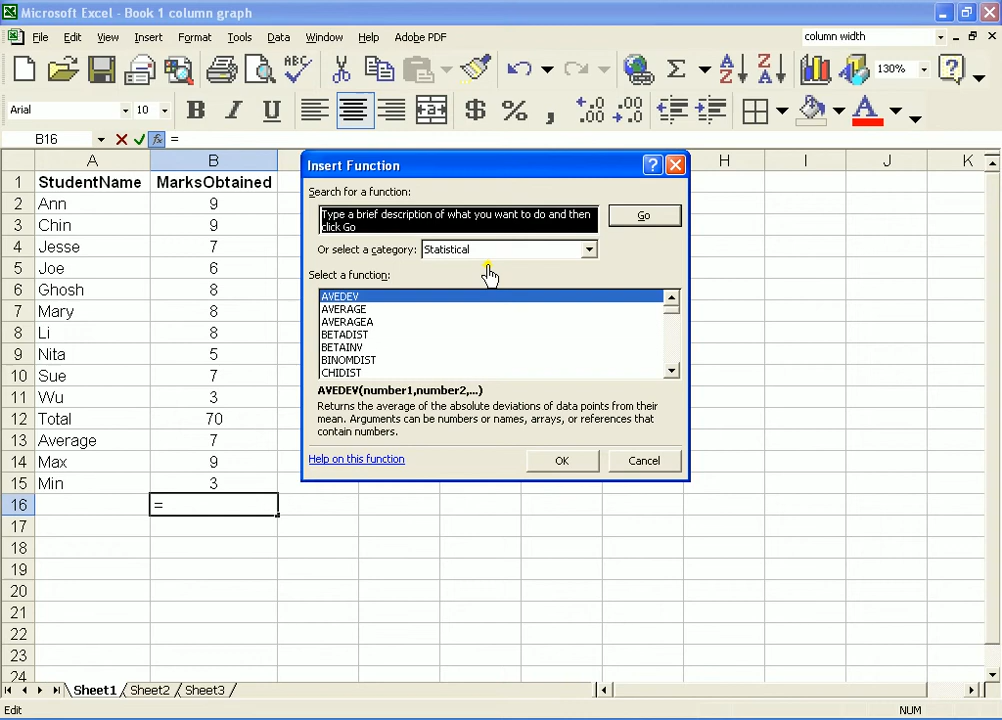 Microsoft Excel - Book 1 column graph
File Edit View Insert Format Tools Data Window Help Adobe PDF column width
ABC Σ A Z Z A 130% ?
Arial 10 B I U $ % , A
B16 fx =
A B H I J K
1 StudentName MarksObtained
2 Ann 9
3 Chin 9
4 Jesse 7
5 Joe 6
6 Ghosh 8
7 Mary 8
8 Li 8
9 Nita 5
10 Sue 7
11 Wu 3
12 Total 70
13 Average 7
14 Max 9
15 Min 3
16 =
17
18
19
20
21
22
23
24
Insert Function
Search for a function:
Type a brief description of what you want to do and then
click Go
Go
Or select a category: Statistical
Select a function:
AVEDEV
AVERAGE
AVERAGEA
BETADIST
BETAINV
BINOMDIST
CHIDIST
AVEDEV(number1,number2,...)
Returns the average of the absolute deviations of data points from their
mean. Arguments can be numbers or names, arrays, or references that
contain numbers.
Help on this function OK Cancel
Sheet1 Sheet2 Sheet3
Edit NUM